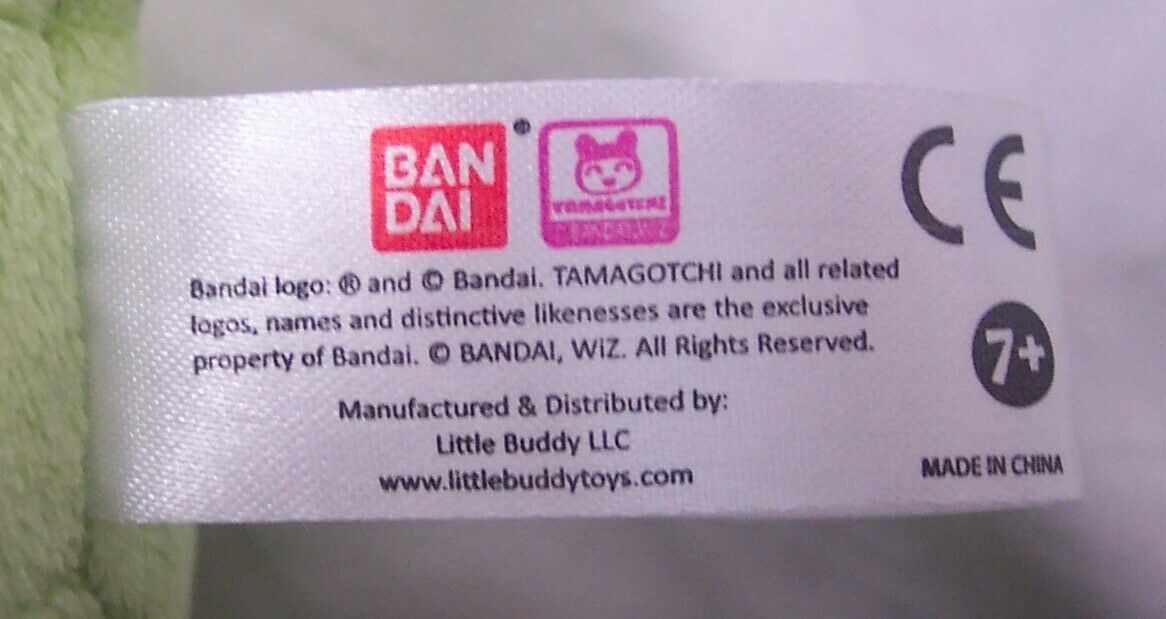 BAN
DAI
®
TAMAGOTCHI
CE
Bandai logo: ® and © Bandai. TAMAGOTCHI and all related
logos, names and distinctive likenesses are the exclusive
property of Bandai. © BANDAI, WiZ. All Rights Reserved.
7+
Manufactured & Distributed by:
Little Buddy LLC
www.littlebuddytoys.com
MADE IN CHINA